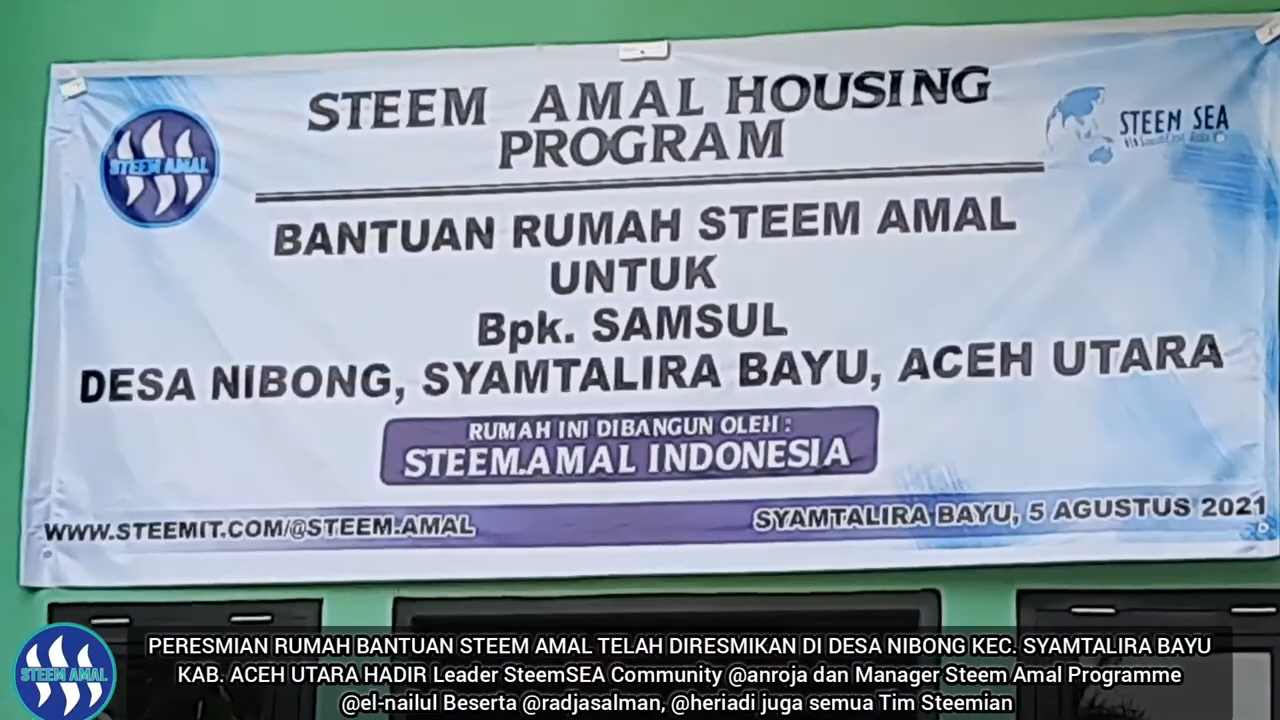 STEEM AMAL HOUSING
PROGRAM
STEEM AMAL
STEEN SEA
BANTUAN RUMAH STEEM AMAL
UNTUK
Bpk. SAMSUL
DESA NIBONG, SYAMTALIRA BAYU, ACEH UTARA
RUMAH INI DIBANGUN OLEH :
STEEM.AMAL INDONESIA
WWW.STEEMIT.COM/@STEEM.AMAL
SYAMTALIRA BAYU, 5 AGUSTUS 2021
STEEM AMAL
PERESMIAN RUMAH BANTUAN STEEM AMAL TELAH DIRESMIKAN DI DESA NIBONG KEC. SYAMTALIRA BAYU
KAB. ACEH UTARA HADIR Leader SteemSEA Community @anroja dan Manager Steem Amal Programme
@el-nailul Beserta @radjasalman, @heriadi juga semua Tim Steemian